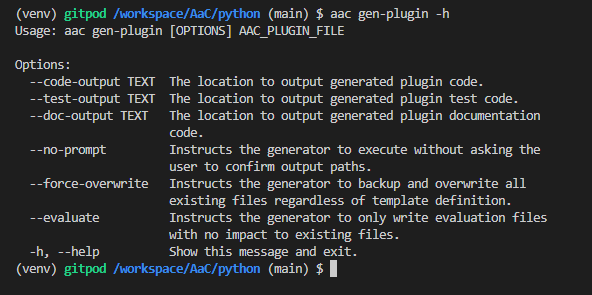 (venv) gitpod /workspace/AaC/python (main) $ aac gen-plugin -h
Usage: aac gen-plugin [OPTIONS] AAC_PLUGIN_FILE

Options:
  --code-output TEXT  The location to output generated plugin code.
  --test-output TEXT  The location to output generated plugin test code.
  --doc-output TEXT   The location to output generated plugin documentation
                      code.
  --no-prompt         Instructs the generator to execute without asking the
                      user to confirm output paths.
  --force-overwrite   Instructs the generator to backup and overwrite all
                      existing files regardless of template definition.
  --evaluate          Instructs the generator to only write evaluation files
                      with no impact to existing files.
  -h, --help          Show this message and exit.
(venv) gitpod /workspace/AaC/python (main) $